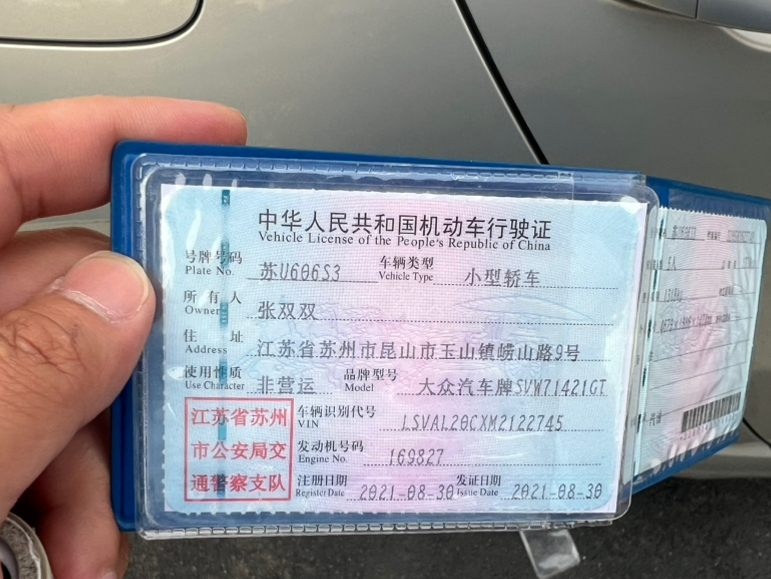 中华人民共和国机动车行驶证
Vehicle License of the People's Republic of China
号牌号码 苏U606S3 车辆类型 小型轿车
Plate No. Vehicle Type
所有人 张双双
Owner
住址 江苏省苏州市昆山市玉山镇崂山路9号
Address
使用性质 非营运 品牌型号 大众汽车牌SVW71421GT
Use Character Model
江苏省苏州
市公安局交
通警察支队
车辆识别代号 LSVAL20CXM2122745
VIN
发动机号码 169827
Engine No.
注册日期 2021-08-30 发证日期 2021-08-30
Register Date Issue Date